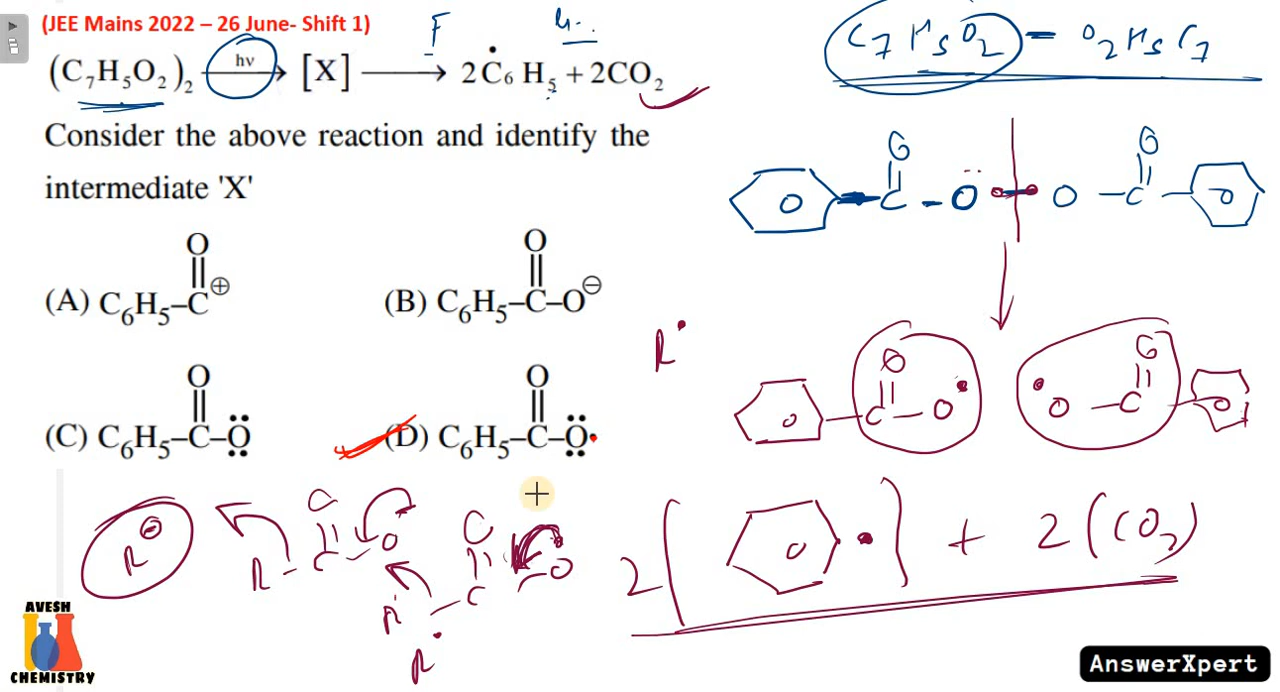 (JEE Mains 2022 – 26 June- Shift 1)
F
(C₇H₅O₂)₂ —hν→ [X] ⟶ 2Ċ₆H₅ + 2CO₂
Consider the above reaction and identify the
intermediate 'X'
(A) C₆H₅–C(=O)⊕
(B) C₆H₅–C(=O)–O⊖
(C) C₆H₅–C(=O)–Ö:
(D) C₆H₅–C(=O)–Ö•
C₇H₅O₂ – O₂H₅C₇
O O
O C – O – O – C O
R•
O O
O C – O• •O – C O
R⊖ R – C O
R•
2( O • ) + 2(CO₂)
AVESH
CHEMISTRY
AnswerXpert